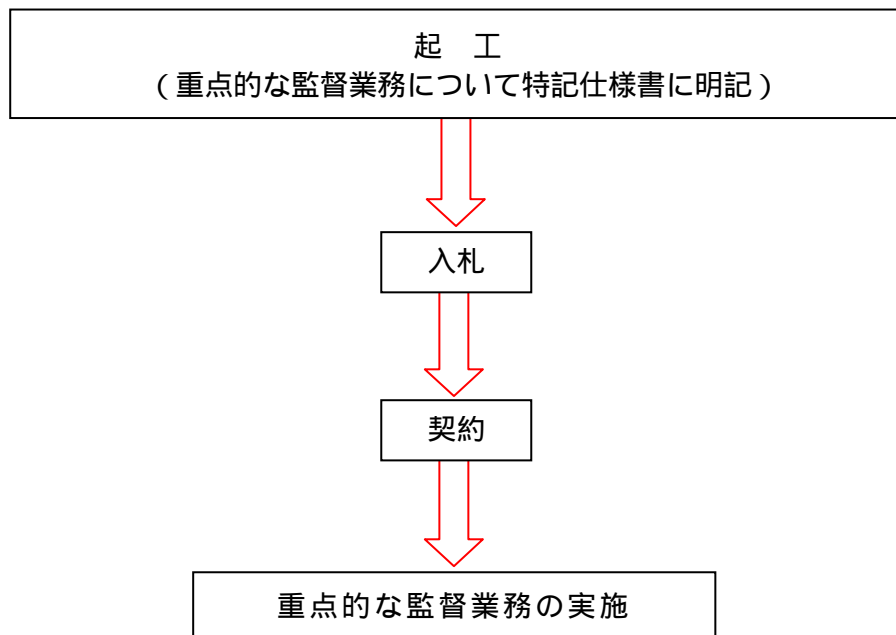 起　工
（重点的な監督業務について特記仕様書に明記）
入札
契約
重点的な監督業務の実施